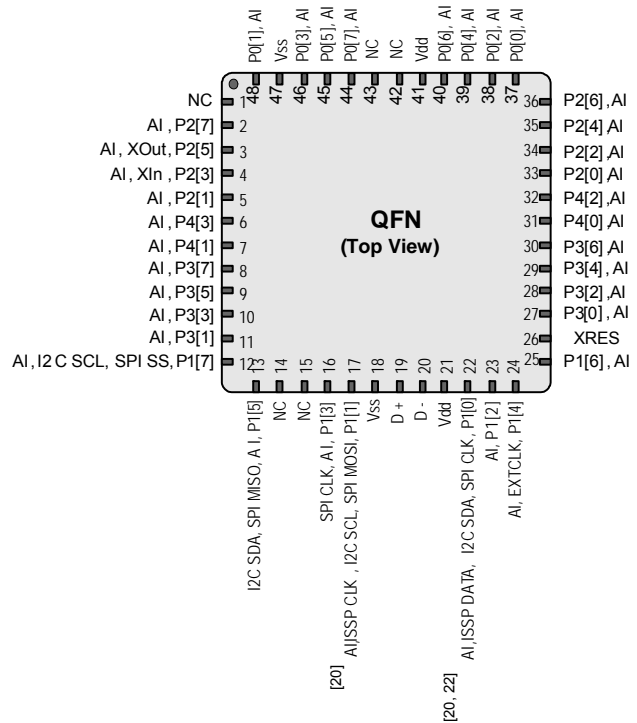 P0[1], AI
Vss
P0[3], AI
P0[5], AI
P0[7], AI
NC
NC
Vdd
P0[6], AI
P0[4], AI
P0[2], AI
P0[0], AI
48
47
46
45
44
43
42
41
40
39
38
37
NC 1
AI , P2[7] 2
AI , XOut, P2[5] 3
AI , XIn , P2[3] 4
AI , P2[1] 5
AI , P4[3] 6
AI , P4[1] 7
AI , P3[7] 8
AI , P3[5] 9
AI , P3[3] 10
AI , P3[1] 11
AI , I2 C SCL, SPI SS, P1[7] 12
QFN
(Top View)
36 P2[6] ,AI
35 P2[4] ,AI
34 P2[2] ,AI
33 P2[0] ,AI
32 P4[2] ,AI
31 P4[0] ,AI
30 P3[6] ,AI
29 P3[4] , AI
28 P3[2] ,AI
27 P3[0] , AI
26 XRES
25 P1[6] , AI
13
14
15
16
17
18
19
20
21
22
23
24
I2C SDA, SPI MISO, A I, P1[5]
NC
NC
SPI CLK, A I, P1[3]
AI,ISSP CLK , I2C SCL, SPI MOSI, P1[1]
Vss
D +
D -
Vdd
AI,ISSP DATA, I2C SDA, SPI CLK, P1[0]
AI, P1[2]
AI, EXTCLK, P1[4]
[20]
[20, 22]